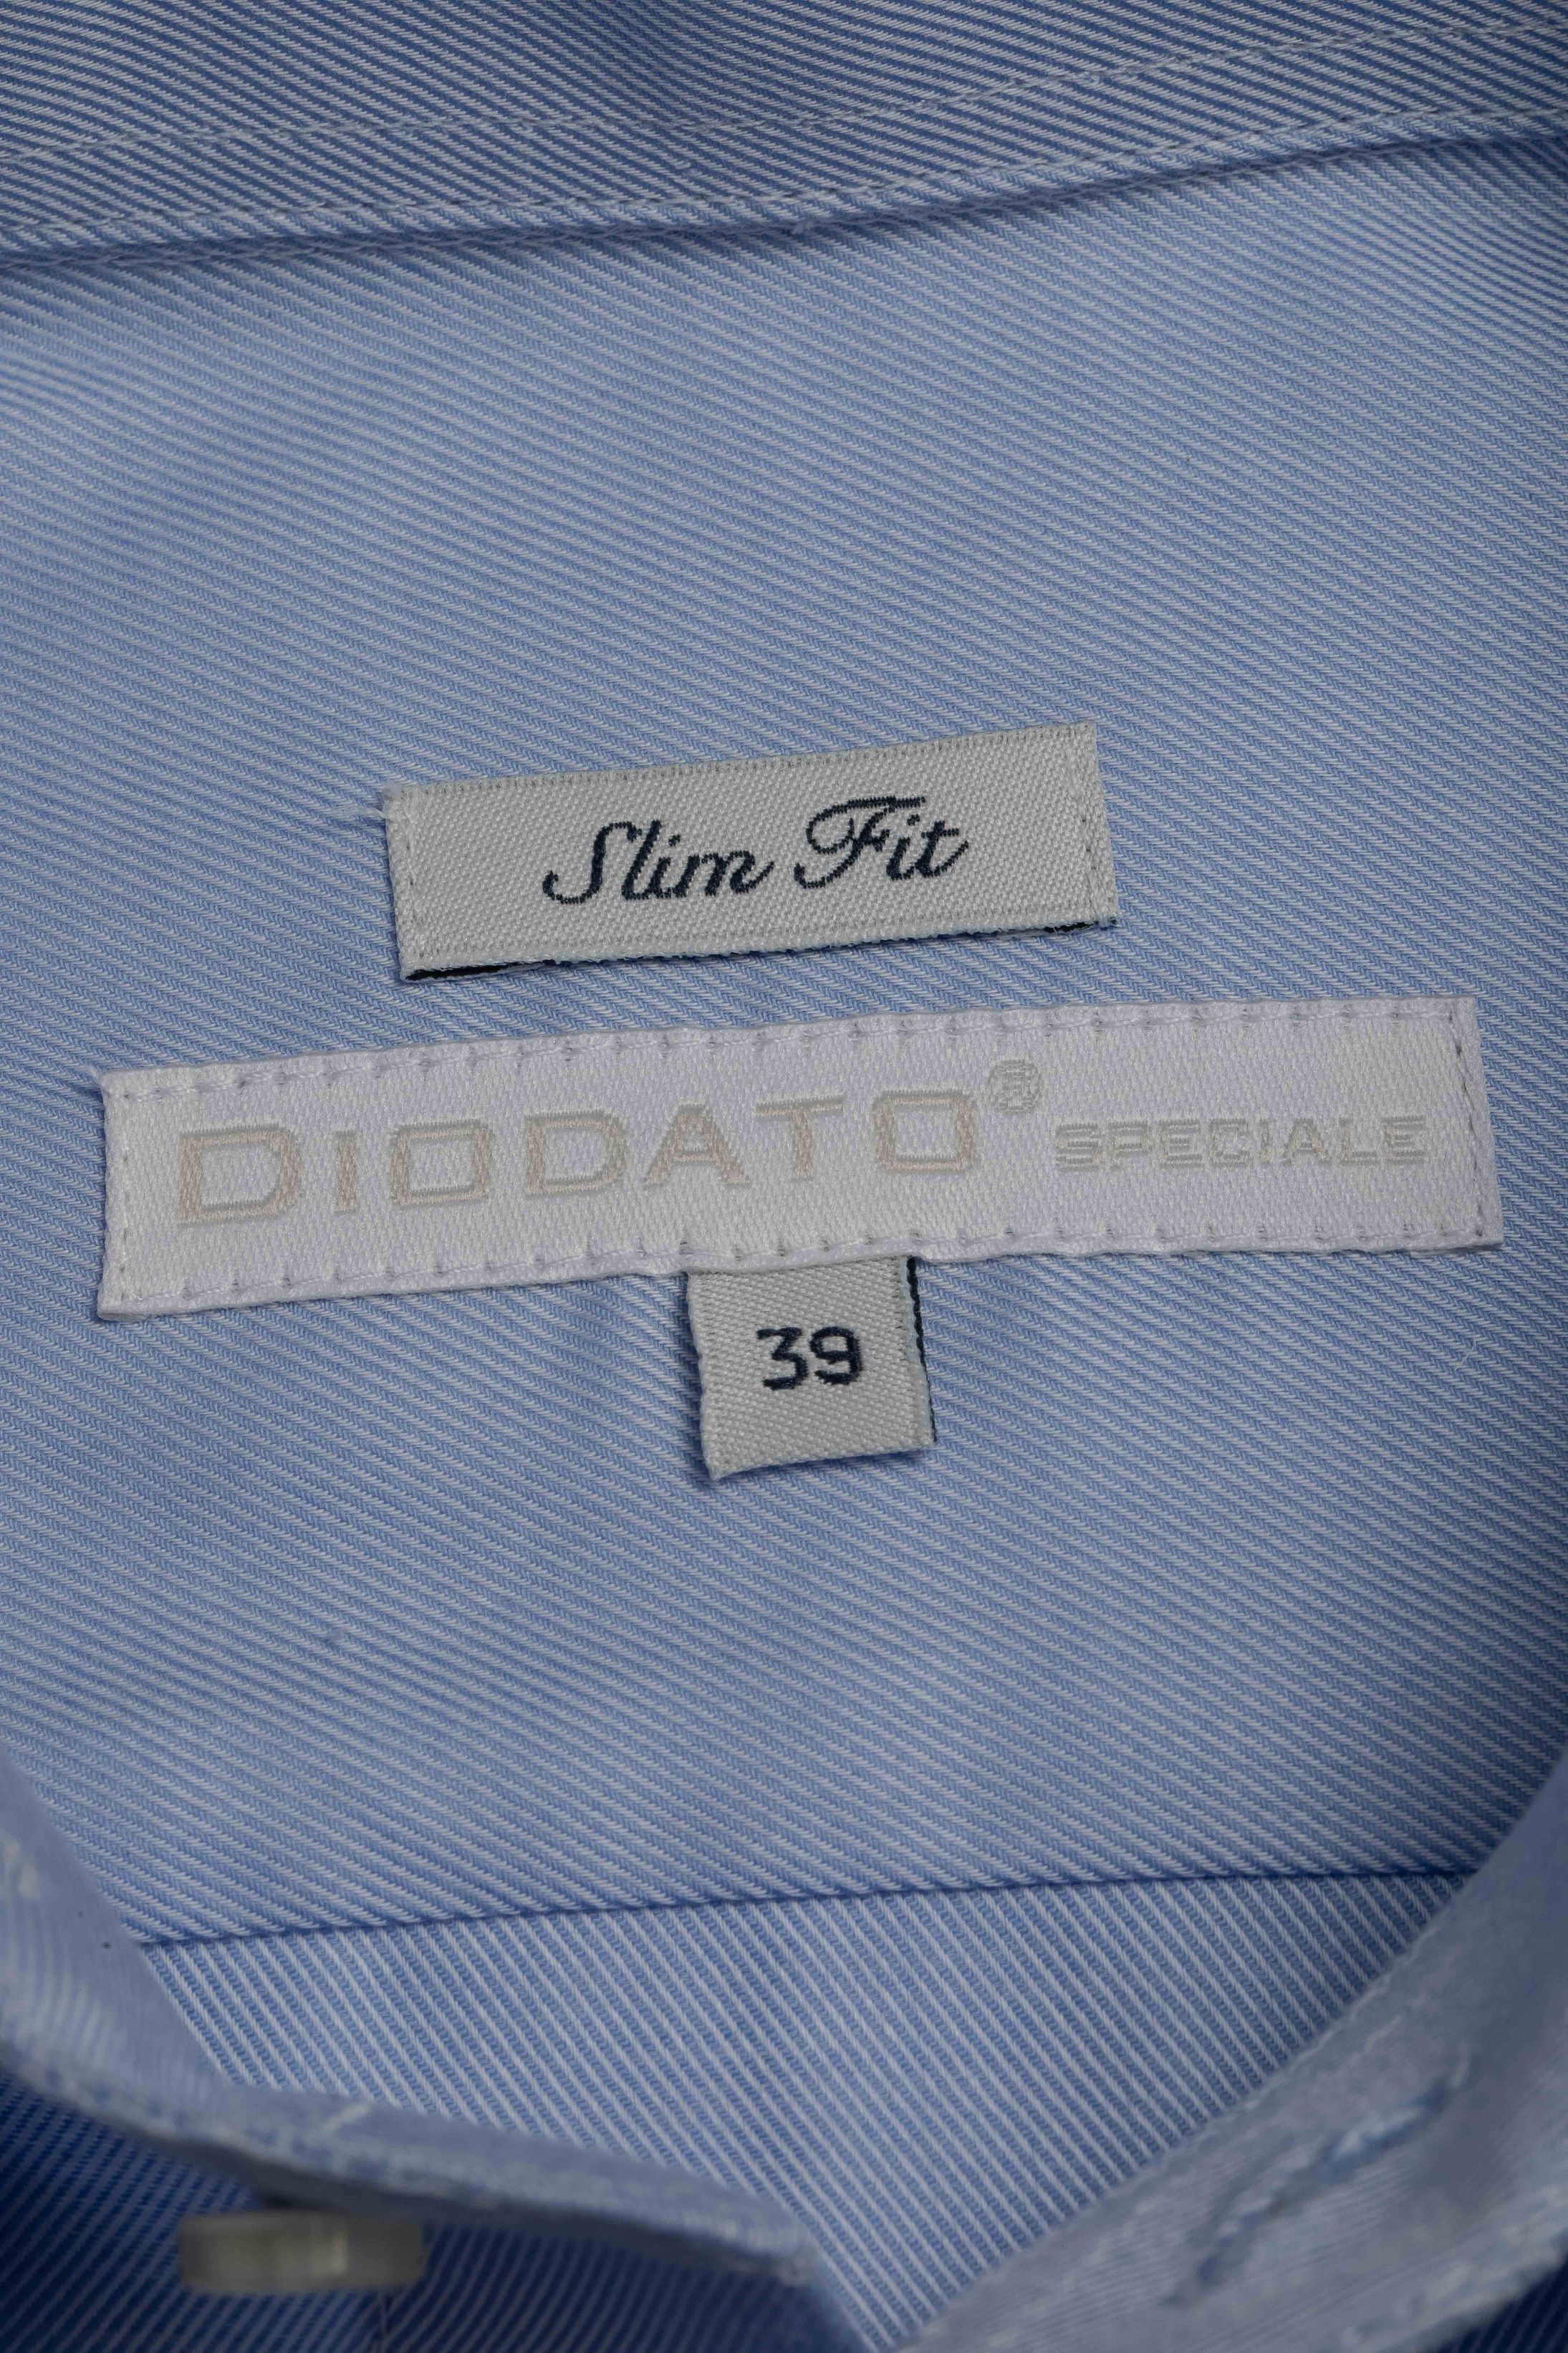 Slim Fit
DIODATO® SPECIALE
39